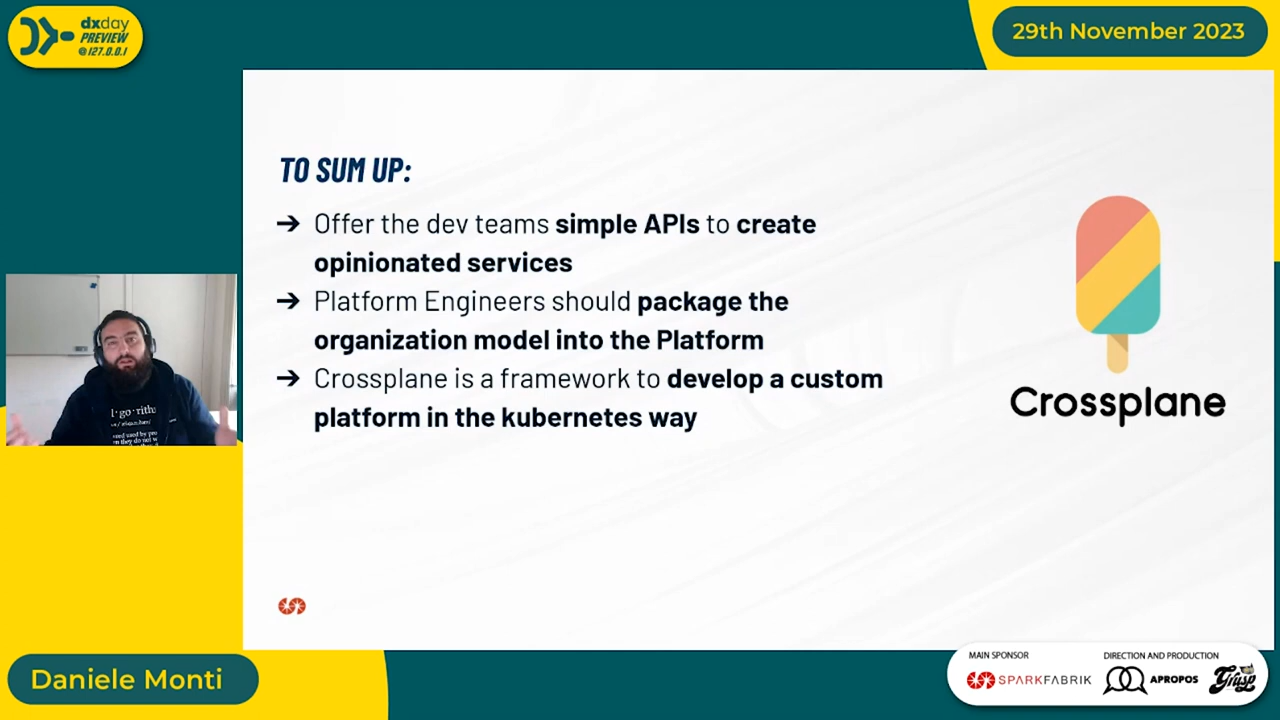 dxday
PREVIEW
@127.0.0.1
29th November 2023
TO SUM UP:
➔ Offer the dev teams simple APIs to create
opinionated services
➔ Platform Engineers should package the
organization model into the Platform
➔ Crossplane is a framework to develop a custom
platform in the kubernetes way
Crossplane
Daniele Monti
MAIN SPONSOR
SPARKFABRIK
DIRECTION AND PRODUCTION
APROPOS
Grusp